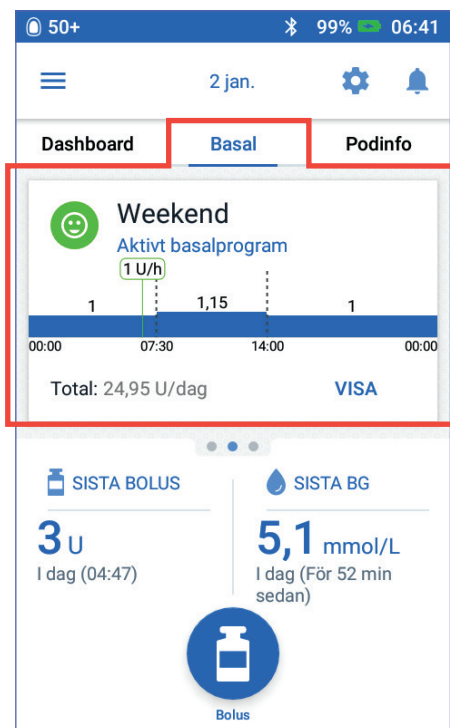 50+ 99% 06:41
2 jan.
Dashboard Basal Podinfo
Weekend
Aktivt basalprogram
1 U/h
1 1,15 1
00:00 07:30 14:00 00:00
Total: 24,95 U/dag VISA
SISTA BOLUS
3 U
I dag (04:47)
SISTA BG
5,1 mmol/L
I dag (För 52 min
sedan)
Bolus